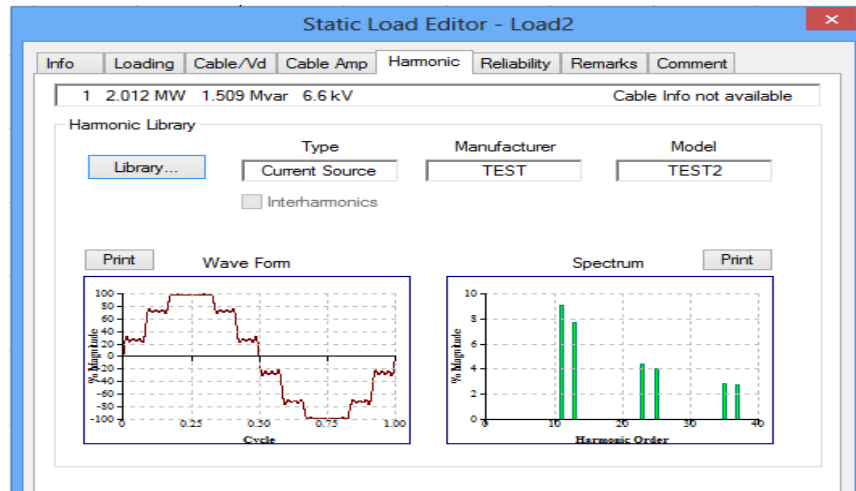 Static Load Editor - Load2
Info Loading Cable/Vd Cable Amp Harmonic Reliability Remarks Comment
1 2.012 MW 1.509 Mvar 6.6 kV Cable Info not available
Harmonic Library
Type Manufacturer Model
Library... Current Source TEST TEST2
Interharmonics
Print Wave Form Spectrum Print
100
80
60
40
20
0
-20
-40
-60
-80
-100
% Magnitude
0 0.25 0.50 0.75 1.00
Cycle
10
8
6
4
2
0
% Magnitude
0 10 20 30 40
Harmonic Order